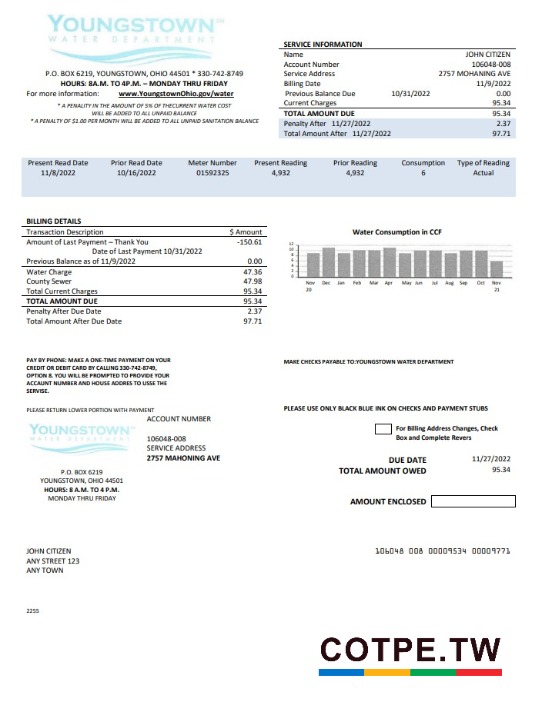 YOUNGSTOWN™
WATER DEPARTMENT
P.O. BOX 6219, YOUNGSTOWN, OHIO 44501 * 330-742-8749
HOURS: 8A.M. TO 4P.M. – MONDAY THRU FRIDAY
For more information: www.YoungstownOhio.gov/water
* A PENALITY IN THE AMOUNT OF 5% OF THECURRENT WATER COST
WILL BE ADDED TO ALL UNPAID BALANCE
* A PENALTY OF $1.00 PER MONTH WILL BE ADDED TO ALL UNPAID SANITATION BALANCE
SERVICE INFORMATION
Name JOHN CITIZEN
Account Number 106048-008
Service Address 2757 MOHANING AVE
Billing Date 11/9/2022
Previous Balance Due 10/31/2022 0.00
Current Charges 95.34
TOTAL AMOUNT DUE 95.34
Penalty After 11/27/2022 2.37
Total Amount After 11/27/2022 97.71
Present Read Date Prior Read Date Meter Number Present Reading Prior Reading Consumption Type of Reading
11/8/2022 10/16/2022 01592325 4,932 4,932 6 Actual
BILLING DETAILS
Transaction Description $ Amount
Amount of Last Payment – Thank You -150.61
Date of Last Payment 10/31/2022
Previous Balance as of 11/9/2022 0.00
Water Charge 47.36
County Sewer 47.98
Total Current Charges 95.34
TOTAL AMOUNT DUE 95.34
Penalty After Due Date 2.37
Total Amount After Due Date 97.71
Water Consumption in CCF
12
10
8
6
4
2
0
Nov Dec Jan Feb Mar Apr May Jun Jul Aug Sep Oct Nov
20 21
PAY BY PHONE: MAKE A ONE-TIME PAYMENT ON YOUR
CREDIT OR DEBIT CARD BY CALLING 330-742-8749,
OPTION 8. YOU WILL BE PROMPTED TO PROVIDE YOUR
ACCAUNT NUMBER AND HOUSE ADDRES TO USSE THE
SERVISE.
MAKE CHECKS PAYABLE TO:YOUNGSTOWN WATER DEPARTMENT
PLEASE RETURN LOWER PORTION WITH PAYMENT
PLEASE USE ONLY BLACK BLUE INK ON CHECKS AND PAYMENT STUBS
YOUNGSTOWN™
WATER DEPARTMENT
ACCOUNT NUMBER
106048-008
SERVICE ADDRESS
2757 MAHONING AVE
P.O. BOX 6219
YOUNGSTOWN, OHIO 44501
HOURS: 8 A.M. TO 4 P.M.
MONDAY THRU FRIDAY
For Billing Address Changes, Check
Box and Complete Revers
DUE DATE 11/27/2022
TOTAL AMOUNT OWED 95.34
AMOUNT ENCLOSED
JOHN CITIZEN
ANY STREET 123
ANY TOWN
106048 008 00009534 00009771
2255
COTPE.TW